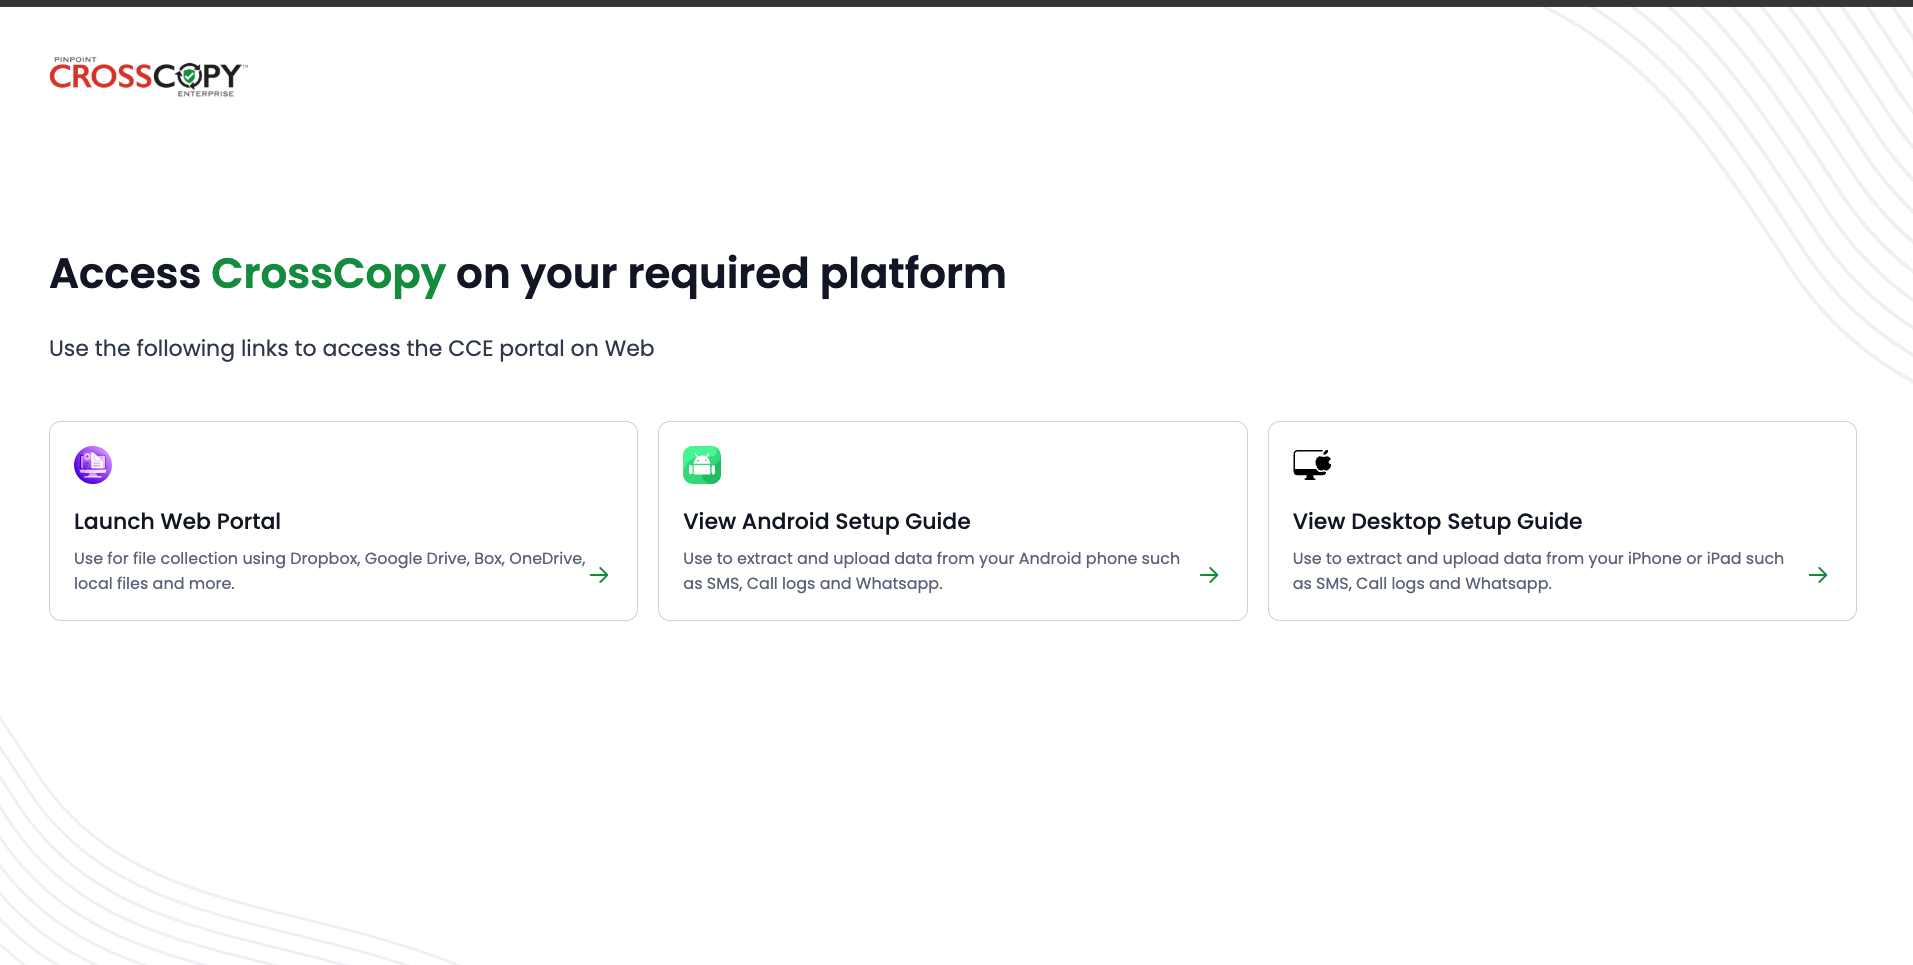 PINPOINT
CROSSCOPY™
ENTERPRISE
Access CrossCopy on your required platform
Use the following links to access the CCE portal on Web
Launch Web Portal
Use for file collection using Dropbox, Google Drive, Box, OneDrive,
local files and more.
View Android Setup Guide
Use to extract and upload data from your Android phone such
as SMS, Call logs and Whatsapp.
View Desktop Setup Guide
Use to extract and upload data from your iPhone or iPad such
as SMS, Call logs and Whatsapp.